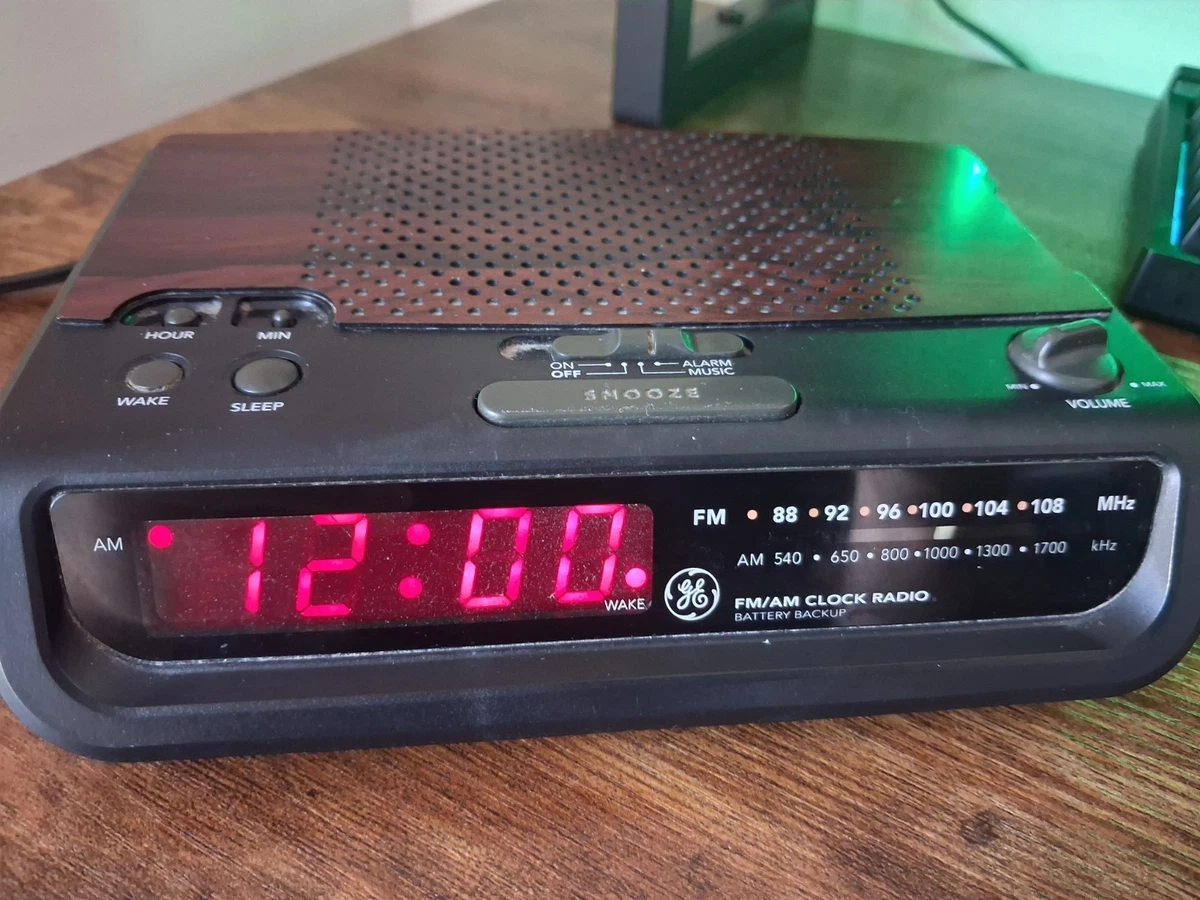 HOUR MIN
WAKE SLEEP
ON ALARM
OFF MUSIC
SNOOZE
MIN MAX
VOLUME
AM 12:00 WAKE
FM 88 92 96 100 104 108 MHz
AM 540 650 800 1000 1300 1700 kHz
GE
FM/AM CLOCK RADIO
BATTERY BACKUP